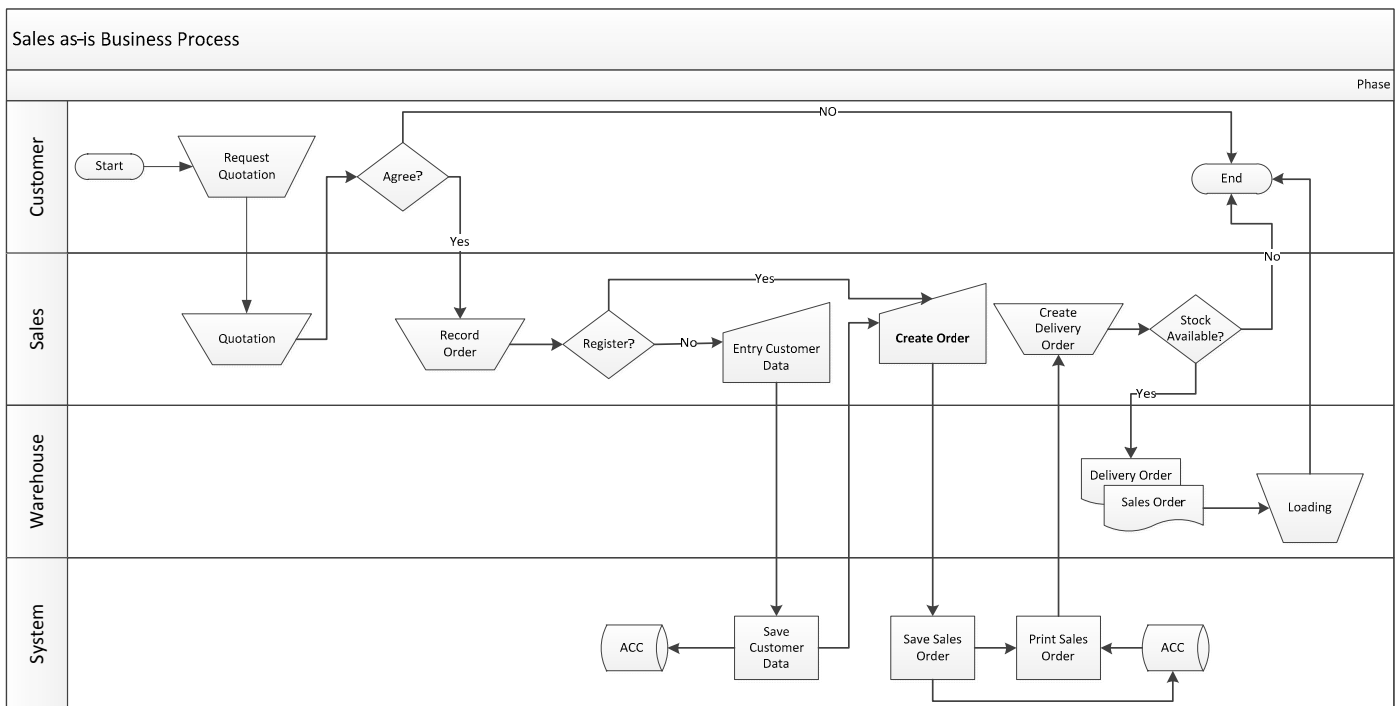 Sales as-is Business Process
Phase
Customer
Start
Request
Quotation
Agree?
NO
Yes
End
No
Sales
Quotation
Record
Order
Register?
Yes
No
Entry Customer
Data
Create Order
Create
Delivery
Order
Stock
Available?
Yes
Warehouse
Delivery Order
Sales Order
Loading
System
ACC
Save
Customer
Data
Save Sales
Order
Print Sales
Order
ACC